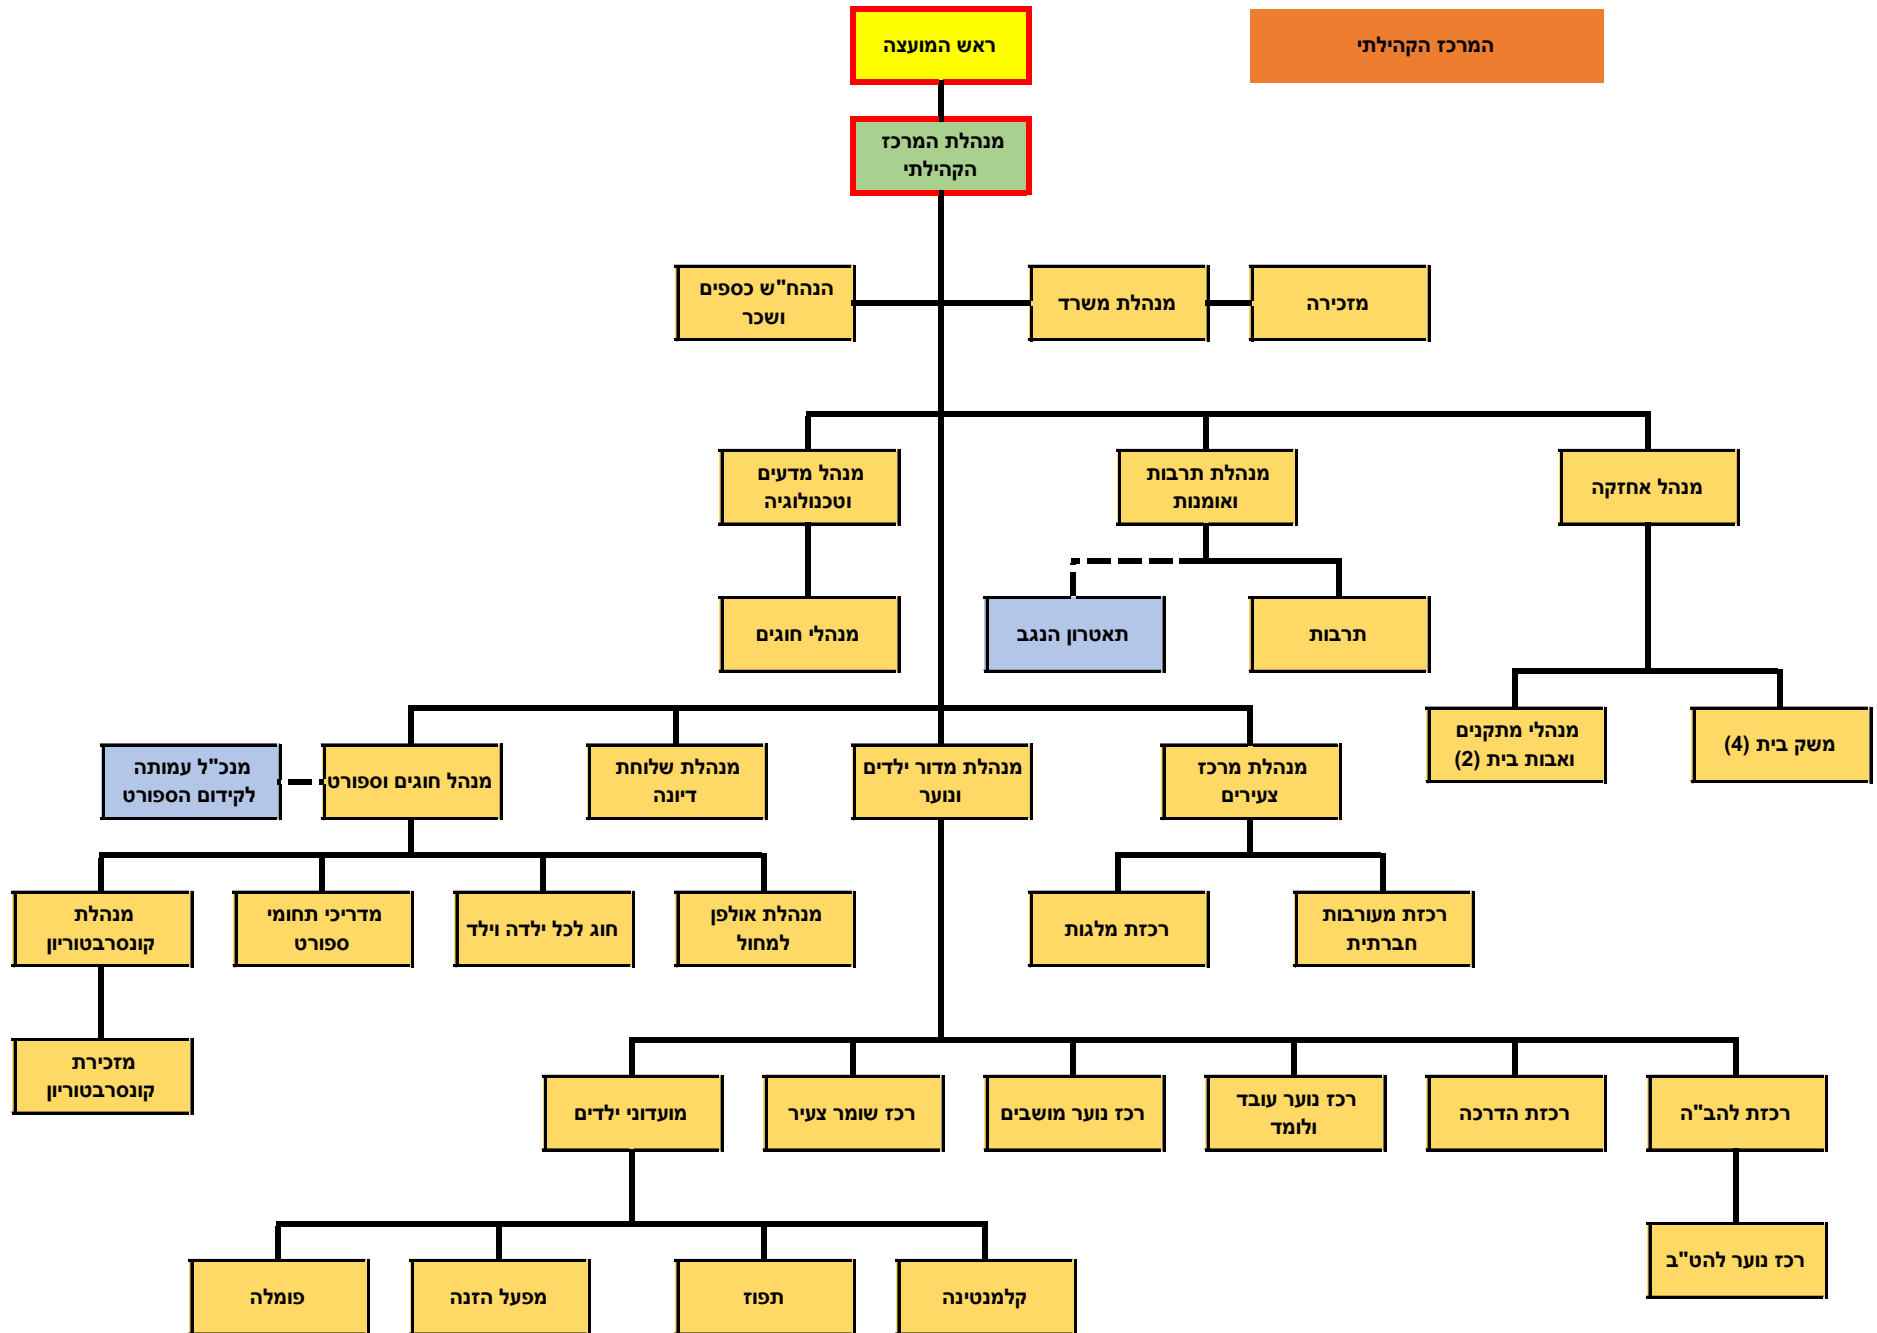 המרכז הקהילתי
ראש המועצה
מנהלת המרכז
הקהילתי
מזכירה
מנהלת משרד
הנהח"ש כספים
ושכר
מנהל אחזקה
מנהלת תרבות
ואומנות
מנהל מדעים
וטכנולוגיה
תרבות
תאטרון הנגב
מנהלי חוגים
משק בית (4)
מנהלי מתקנים
ואבות בית (2)
מנהלת מרכז
צעירים
מנהלת מדור ילדים
ונוער
מנהלת שלוחת
דיונה
מנהל חוגים וספורט
מנכ"ל עמותה
לקידום הספורט
רכזת מעורבות
חברתית
רכזת מלגות
מנהלת אולפן
למחול
חוג לכל ילדה וילד
מדריכי תחומי
ספורט
מנהלת
קונסרבטוריון
מזכירת
קונסרבטוריון
רכזת להב"ה
רכזת הדרכה
רכז נוער עובד
ולומד
רכז נוער מושבים
רכז שומר צעיר
מועדוני ילדים
רכז נוער להט"ב
קלמנטינה
תפוז
מפעל הזנה
פומלה